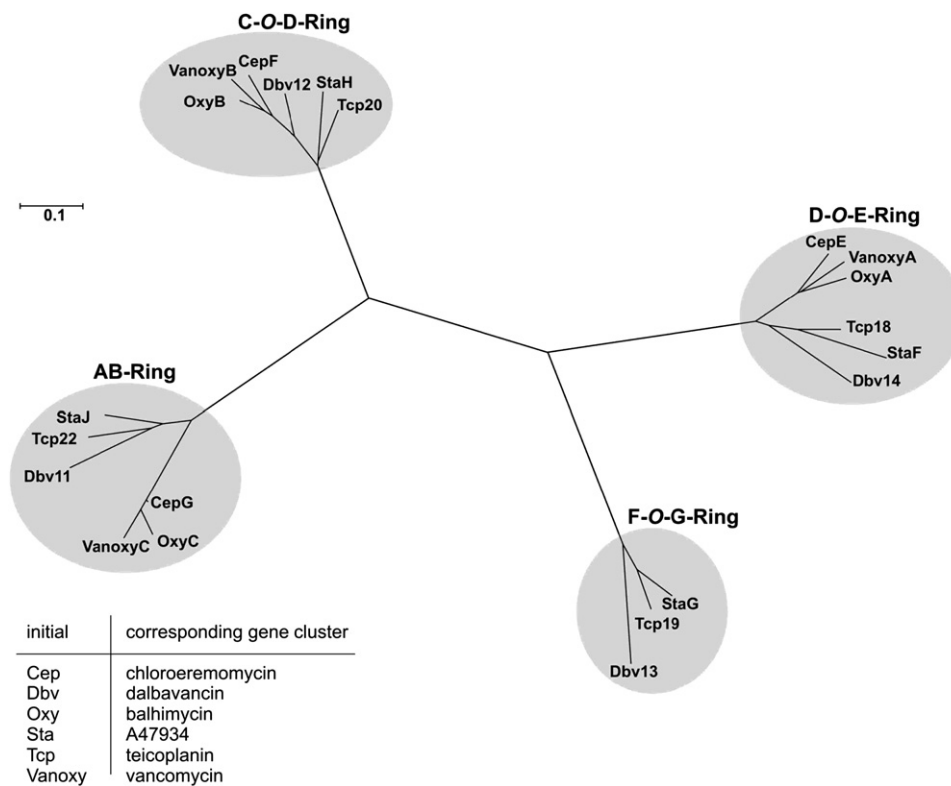 C-O-D-Ring
VanoxyB
CepF
Dbv12
StaH
OxyB
Tcp20
0.1
D-O-E-Ring
CepE
VanoxyA
OxyA
Tcp18
StaF
Dbv14
AB-Ring
StaJ
Tcp22
Dbv11
CepG
VanoxyC
OxyC
F-O-G-Ring
StaG
Tcp19
Dbv13
initial corresponding gene cluster
Cep chloroeremomycin
Dbv dalbavancin
Oxy balhimycin
Sta A47934
Tcp teicoplanin
Vanoxy vancomycin